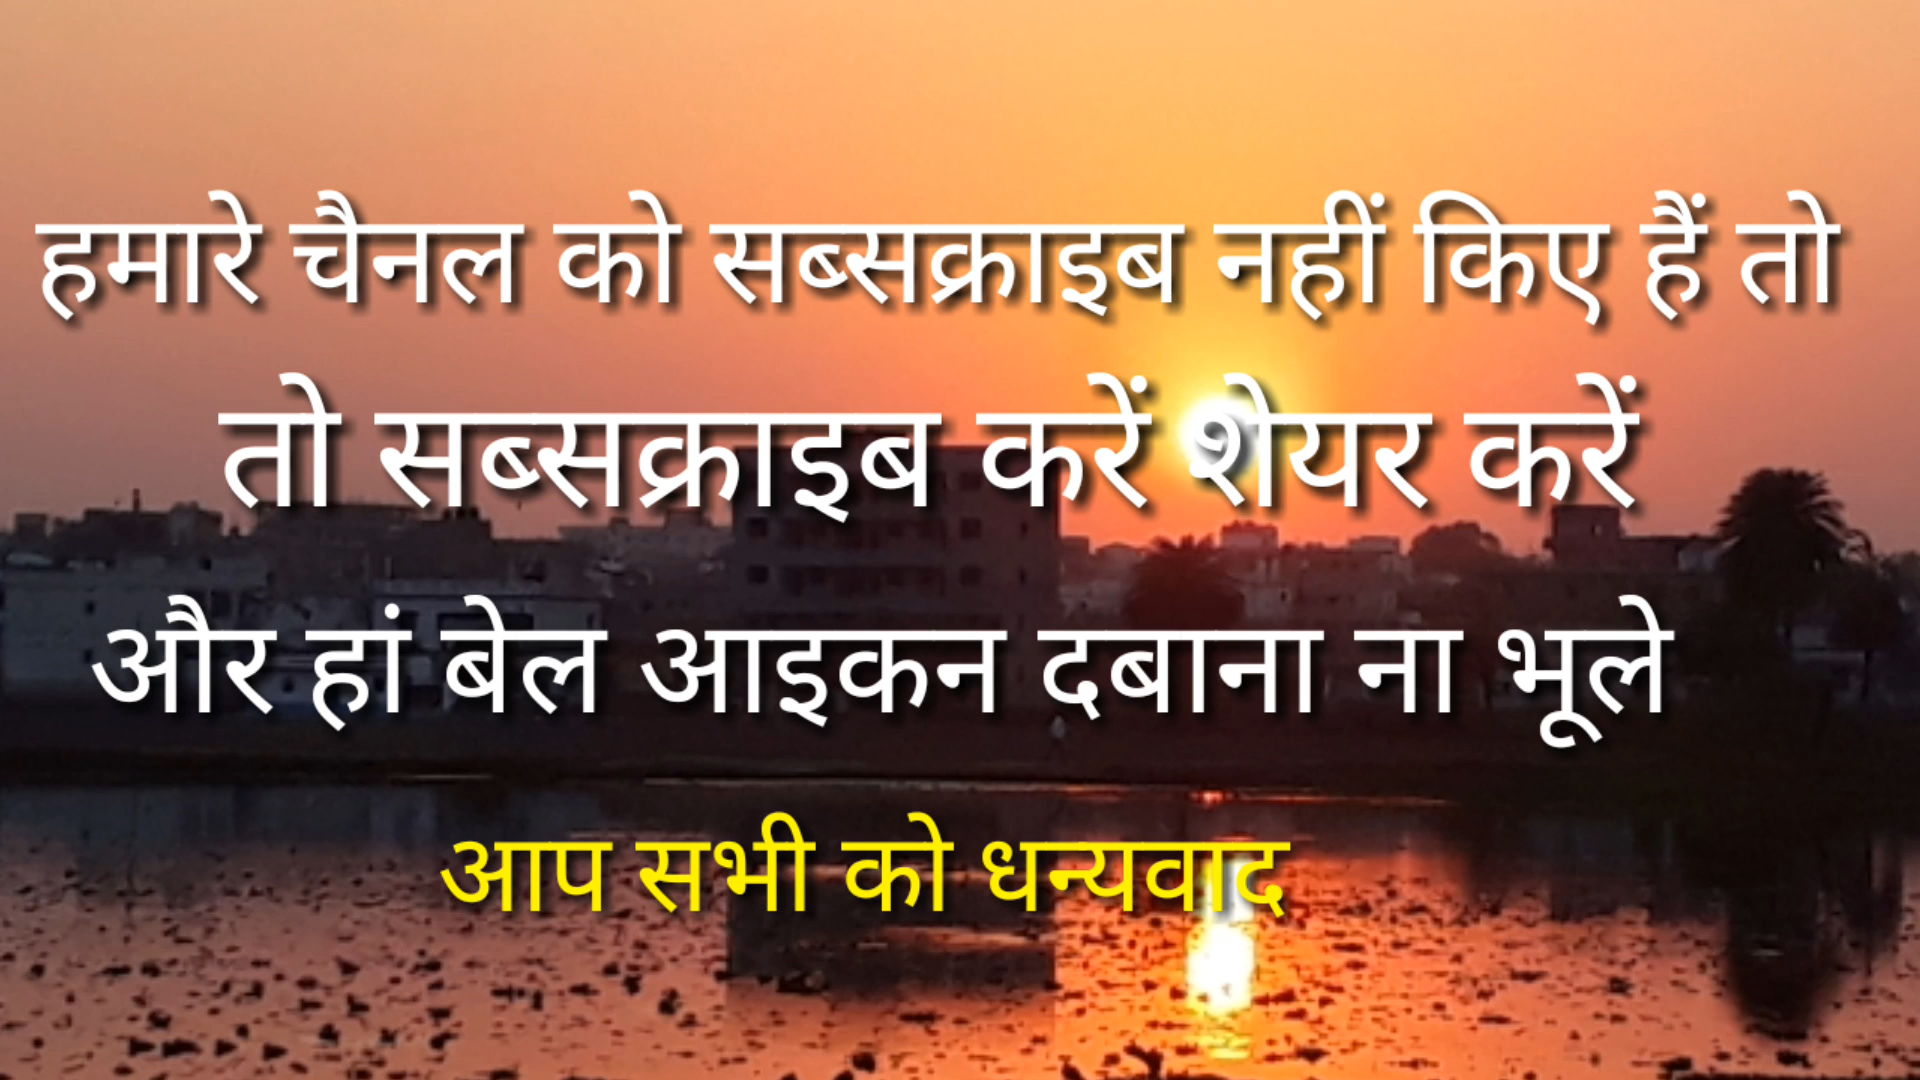 हमारे चैनल को सब्सक्राइब नहीं किए हैं तो
तो सब्सक्राइब करें शेयर करें
और हां बेल आइकन दबाना ना भूले
आप सभी को धन्यवाद